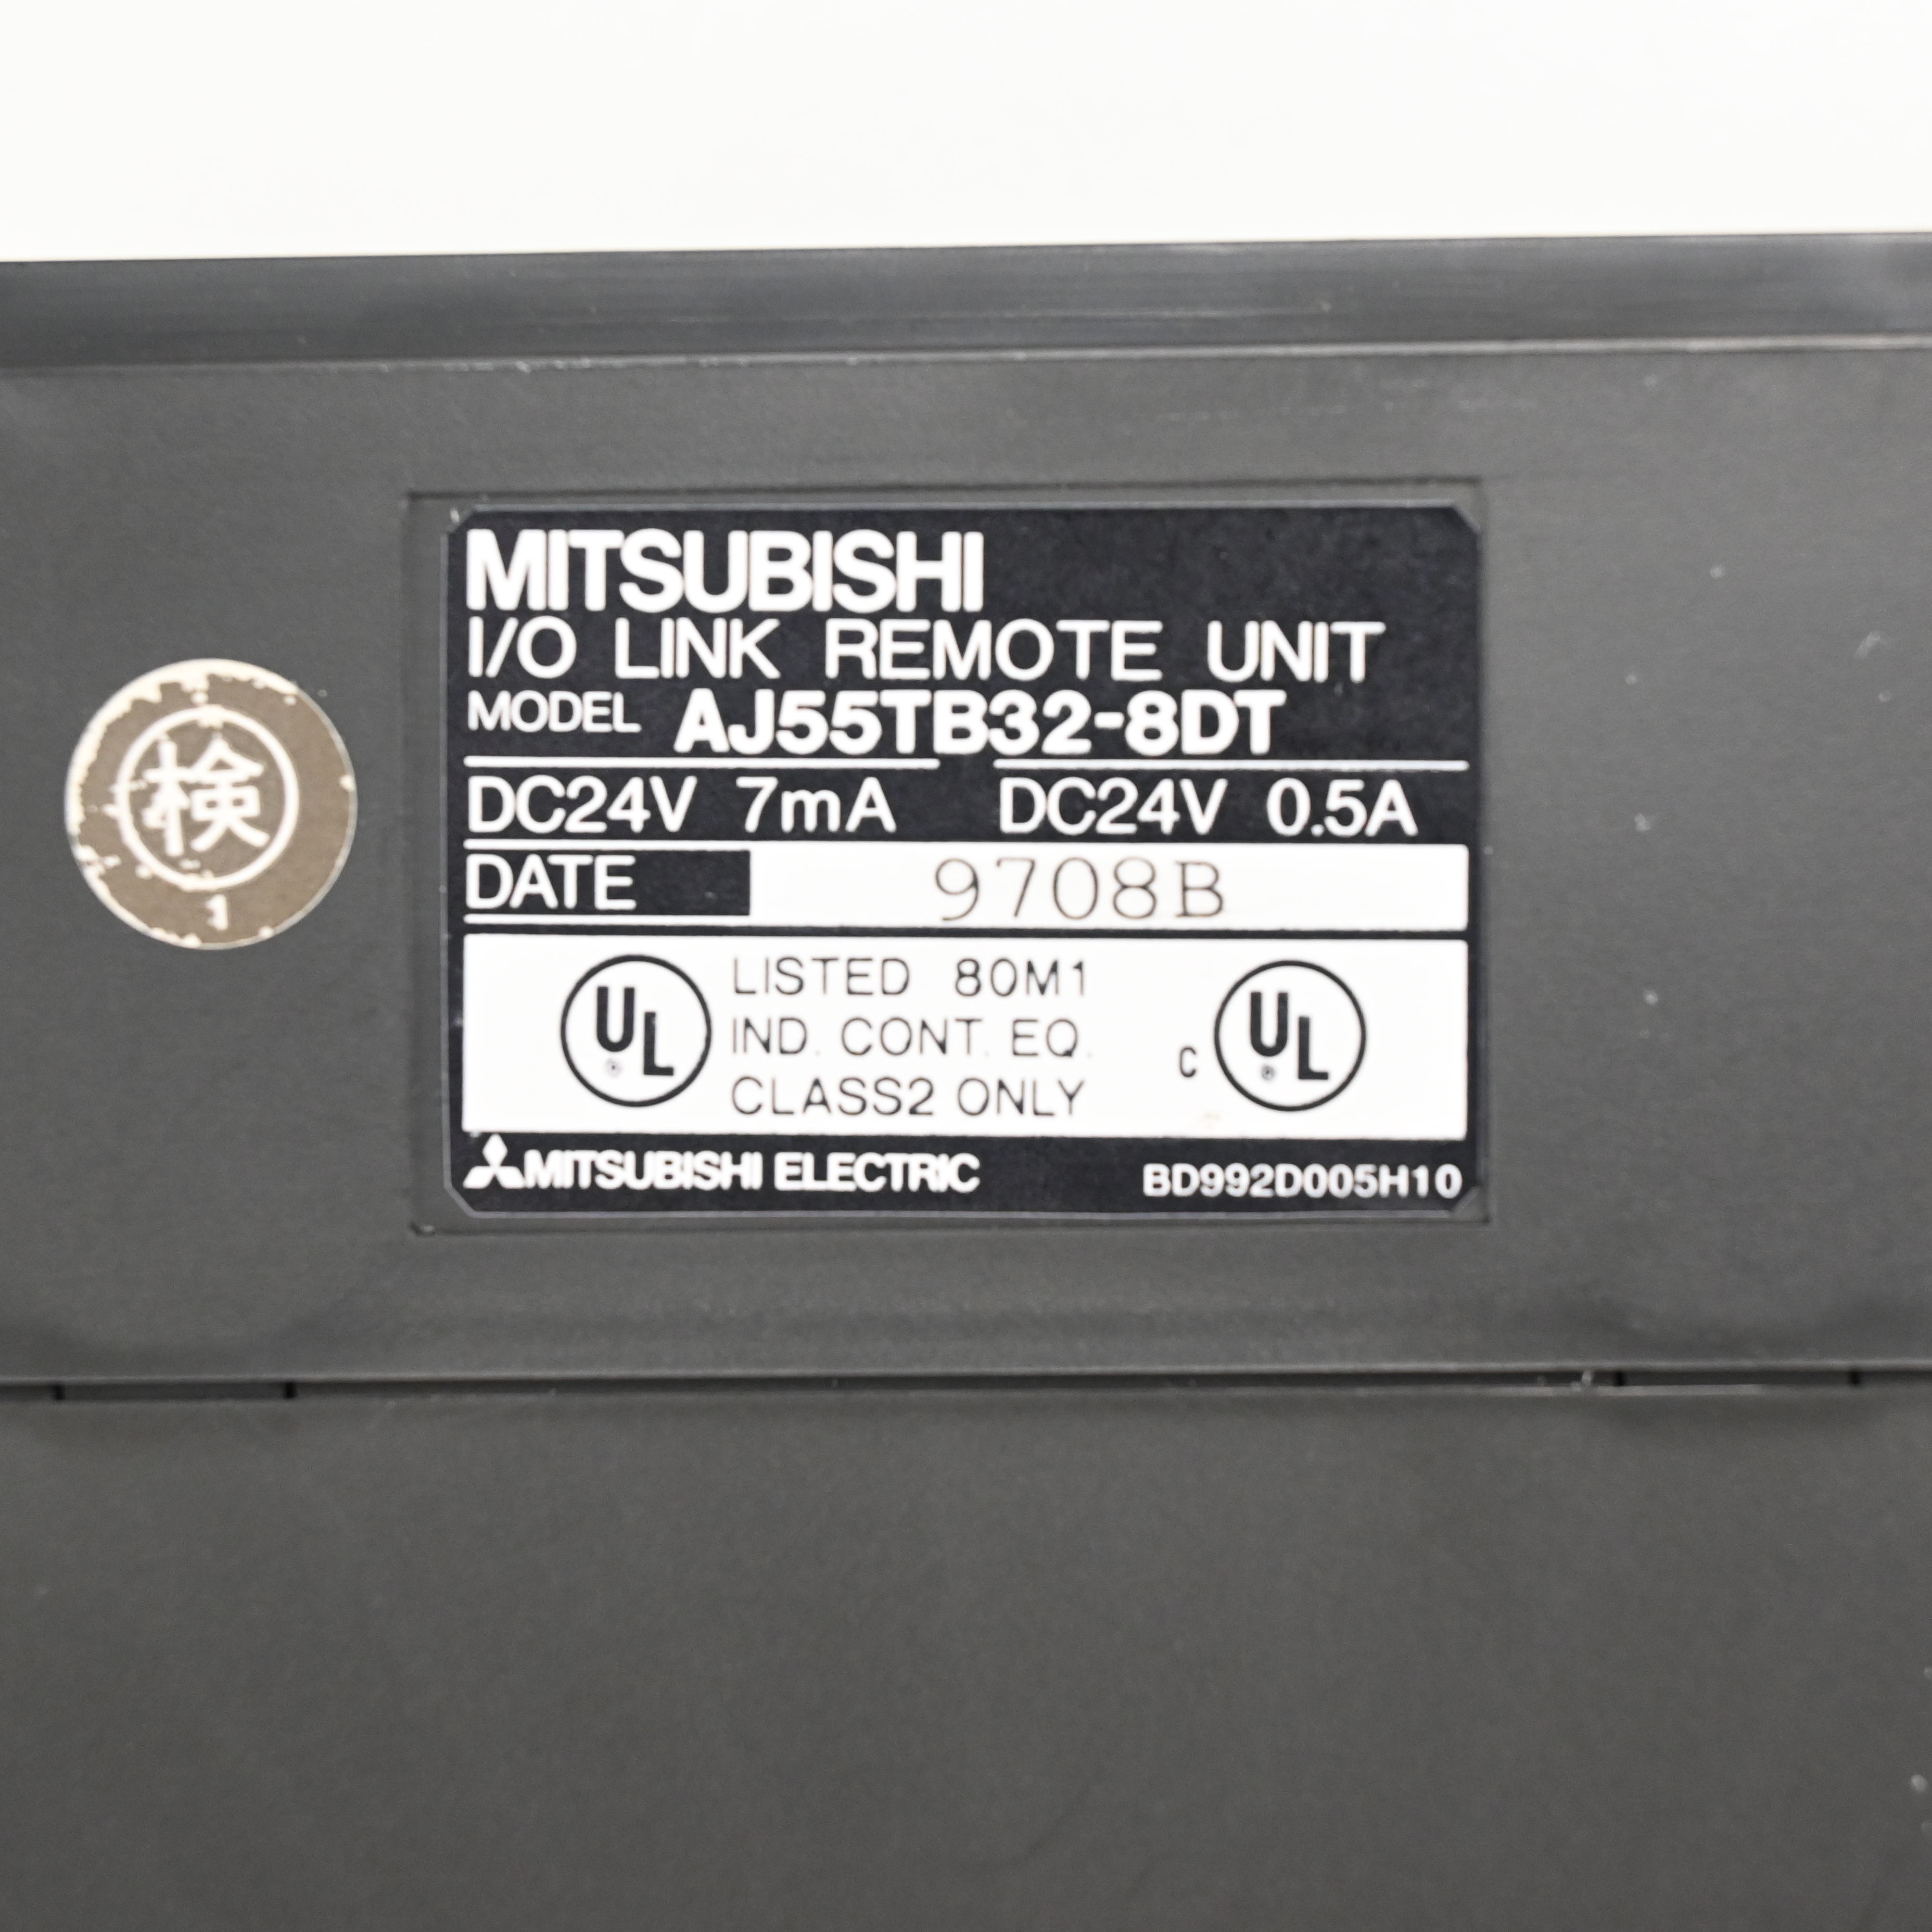 MITSUBISHI
I/O LINK REMOTE UNIT
MODEL AJ55TB32-8DT
DC24V 7mA DC24V 0.5A
DATE 9708B
UL LISTED 80M1 C UL
IND. CONT. EQ.
CLASS2 ONLY
MITSUBISHI ELECTRIC BD992D005H10
検
1